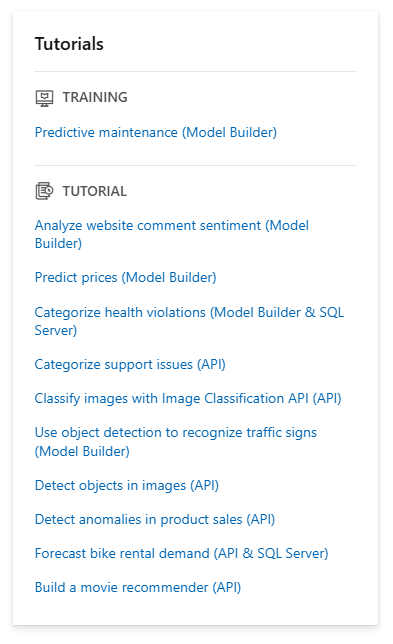 Tutorials
TRAINING
Predictive maintenance (Model Builder)
TUTORIAL
Analyze website comment sentiment (Model
Builder)
Predict prices (Model Builder)
Categorize health violations (Model Builder & SQL
Server)
Categorize support issues (API)
Classify images with Image Classification API (API)
Use object detection to recognize traffic signs
(Model Builder)
Detect objects in images (API)
Detect anomalies in product sales (API)
Forecast bike rental demand (API & SQL Server)
Build a movie recommender (API)